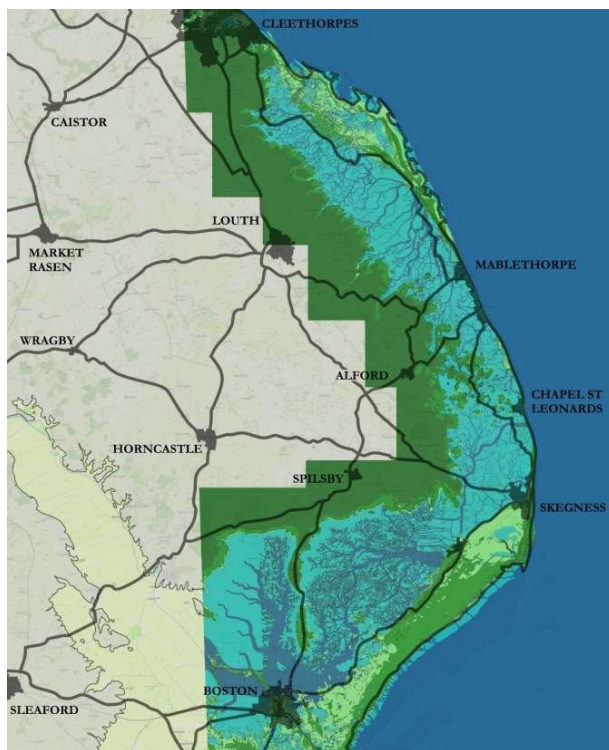 CLEETHORPES
CAISTOR
LOUTH
MARKET
RASEN
MABLETHORPE
WRAGBY
ALFORD
CHAPEL ST
LEONARDS
HORNCASTLE
SPILSBY
SKEGNESS
BOSTON
SLEAFORD